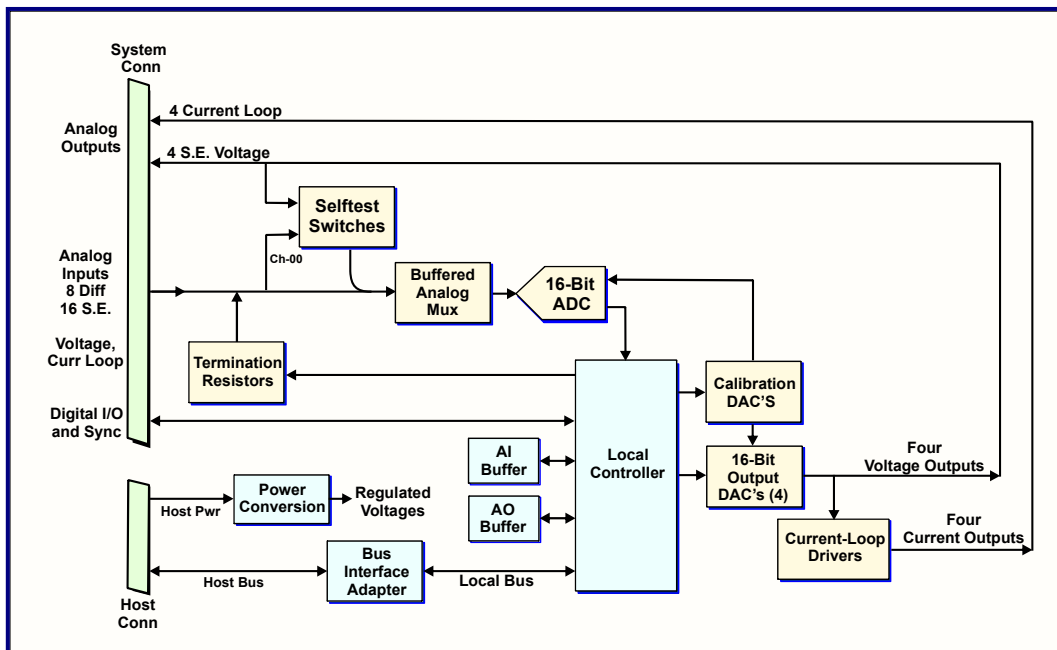 System
Conn
4 Current Loop
Analog
Outputs
4 S.E. Voltage
Selftest
Switches
Ch-00
Analog
Inputs
8 Diff
16 S.E.
Buffered
Analog
Mux
16-Bit
ADC
Voltage,
Curr Loop
Termination
Resistors
Calibration
DAC'S
Digital I/O
and Sync
AI
Buffer
Local
Controller
16-Bit
Output
DAC's (4)
Four
Voltage Outputs
Host Pwr
Power
Conversion
Regulated
Voltages
AO
Buffer
Current-Loop
Drivers
Four
Current Outputs
Host Bus
Bus
Interface
Adapter
Local Bus
Host
Conn